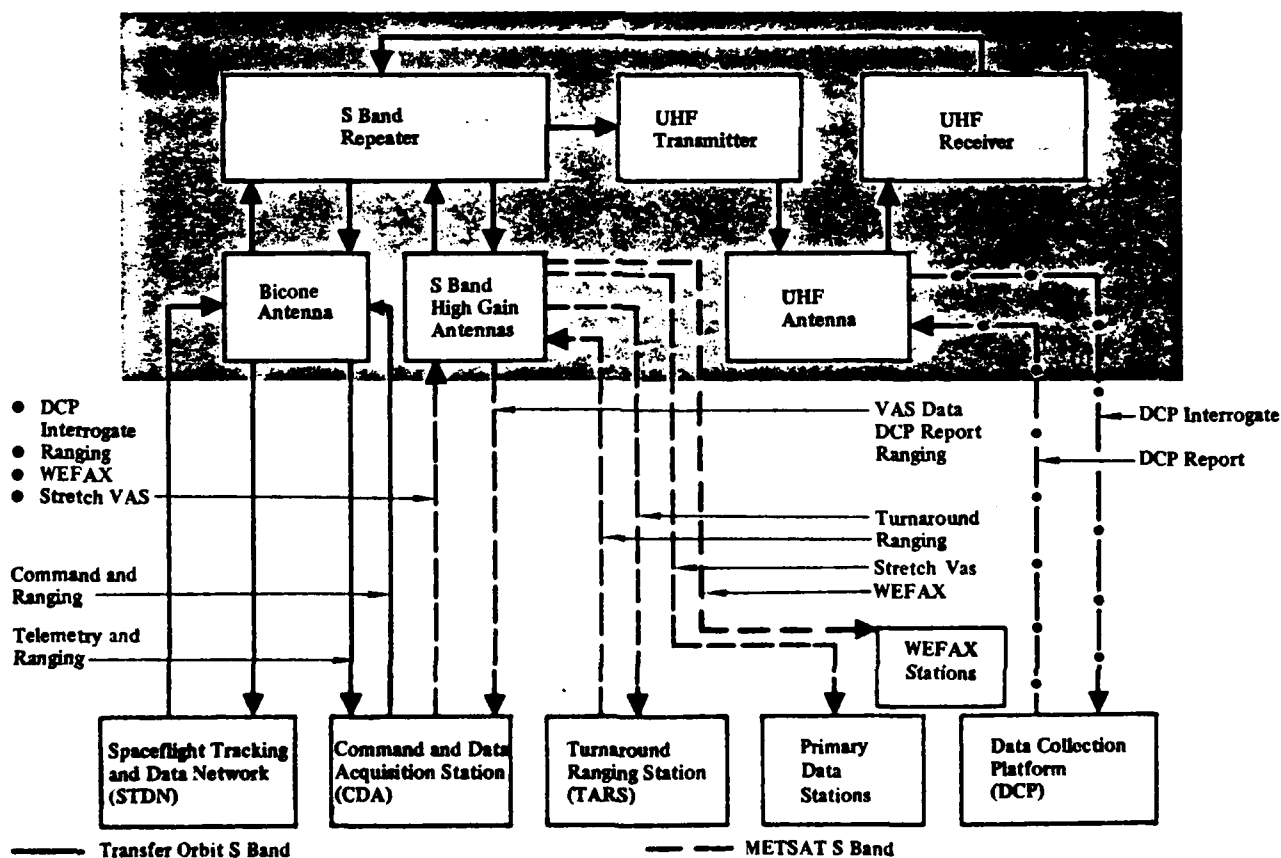 S Band
Repeater
UHF
Transmitter
UHF
Receiver
Bicone
Antenna
S Band
High Gain
Antennas
UHF
Antenna
● DCP
Interrogate
● Ranging
● WEFAX
● Stretch VAS
VAS Data
DCP Report
Ranging
DCP Interrogate
DCP Report
Turnaround
Ranging
Stretch Vas
WEFAX
Command and
Ranging
Telemetry and
Ranging
WEFAX
Stations
Spaceflight Tracking
and Data Network
(STDN)
Command and Data
Acquisition Station
(CDA)
Turnaround
Ranging Station
(TARS)
Primary
Data
Stations
Data Collection
Platform
(DCP)
Transfer Orbit S Band
METSAT S Band